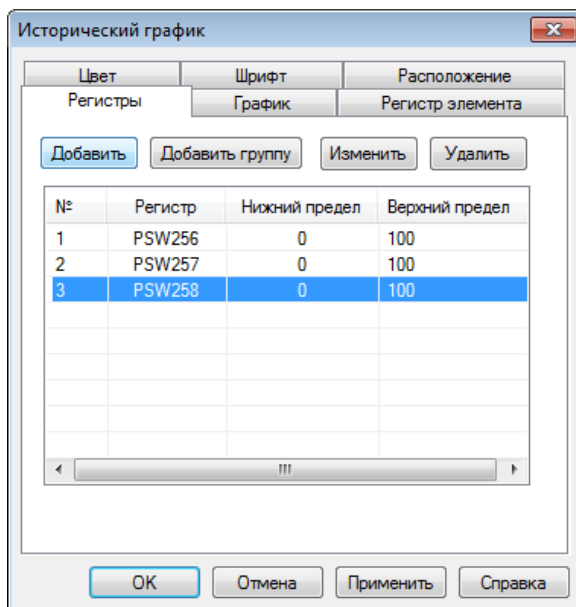 Исторический график
Цвет Шрифт Расположение
Регистры График Регистр элемента
Добавить Добавить группу Изменить Удалить
№ Регистр Нижний предел Верхний предел
1 PSW256 0 100
2 PSW257 0 100
3 PSW258 0 100
OK Отмена Применить Справка